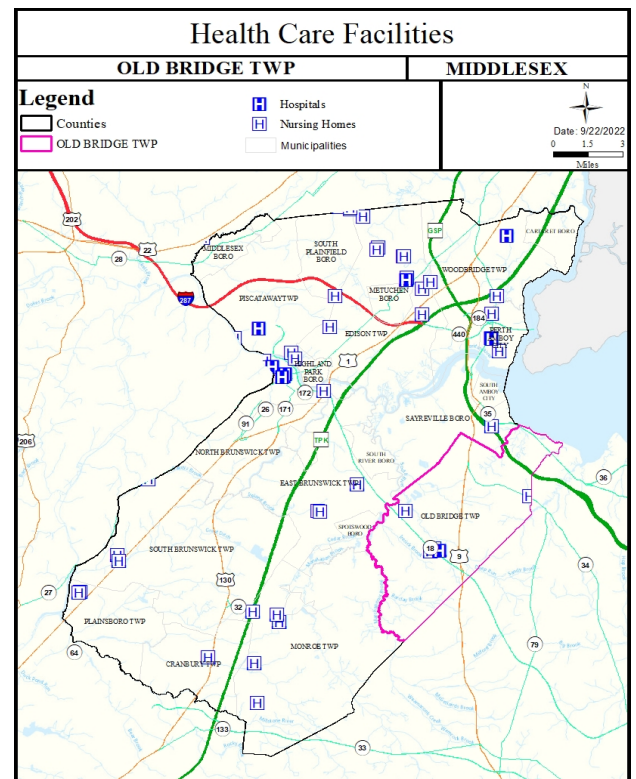 Health Care Facilities
OLD BRIDGE TWP
MIDDLESEX
Legend
Counties
OLD BRIDGE TWP
H Hospitals
H Nursing Homes
Municipalities
N
Date: 9/22/2022
0 1.5 3
Miles
202
22
28
287
MIDDLESEX
BORO
SOUTH
PLAINFIELD
BORO
GSP
CARTERET BORO
WOODBRIDGE TWP
METUCHEN
BORO
PISCATAWAY TWP
EDISON TWP
184
440
PERTH
AMBOY
1
HIGHLAND
PARK
BORO
172
SOUTH
AMBOY
CITY
26
171
91
35
SAYREVILLE BORO
206
TPK
NORTH BRUNSWICK TWP
SOUTH
RIVER BORO
36
EAST BRUNSWICK TWP
OLD BRIDGE TWP
SPOTSWOOD
BORO
18
9
SOUTH BRUNSWICK TWP
34
130
27
32
PLAINSBORO TWP
79
64
MONROE TWP
CRANBURY TWP
133
33